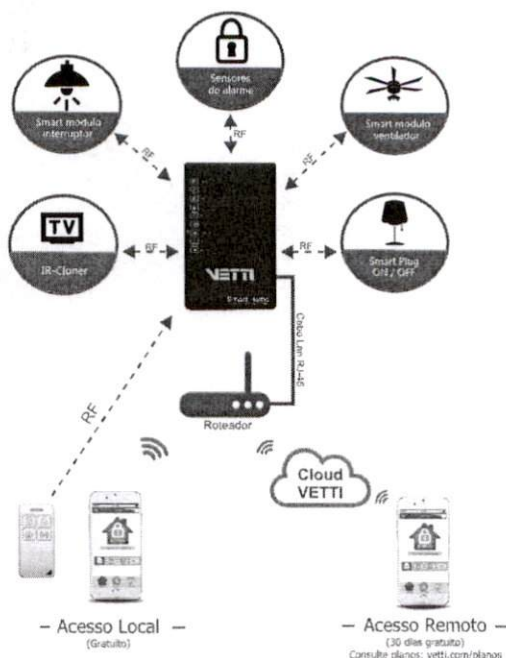 Sensores
de alarme
Smart módulo
interruptor
Smart módulo
ventilador
RF
RF
RF
TV
IR-Cloner
RF
RF
Smart Plug
ON / OFF
VETTI
Smart
Cabo Lan RJ-45
RF
Roteador
Cloud
VETTI
— Acesso Local —
(Gratuito)
— Acesso Remoto —
(30 dias gratuito)
Consulte planos: vetti.com/planos